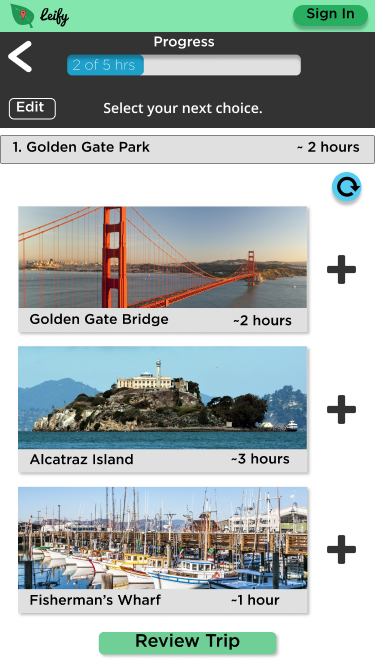 Leify
Sign In
Progress
2 of 5 hrs
Edit
Select your next choice.
1. Golden Gate Park ~ 2 hours
Golden Gate Bridge ~2 hours
Alcatraz Island ~3 hours
Fisherman's Wharf ~1 hour
Review Trip